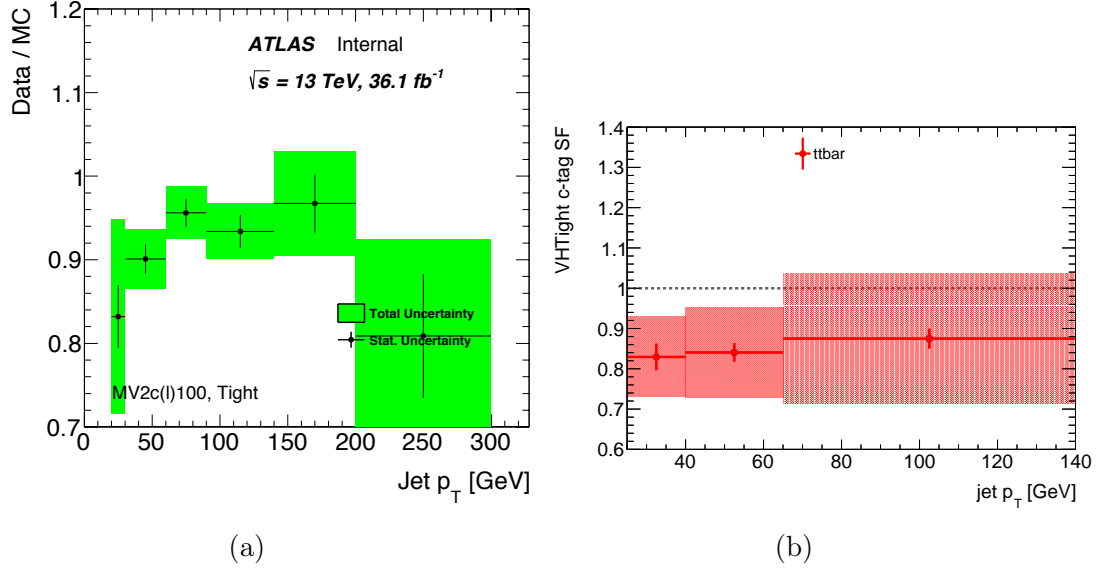 Data / MC
1.2
1.1
1
0.9
0.8
0.7
ATLAS Internal
√s = 13 TeV, 36.1 fb⁻¹
Total Uncertainty
Stat. Uncertainty
MV2c(l)100, Tight
0 50 100 150 200 250 300
Jet p_T [GeV]
(a)
VHTight c-tag SF
1.4
1.3
1.2
1.1
1
0.9
0.8
0.7
0.6
ttbar
40 60 80 100 120 140
jet p_T [GeV]
(b)